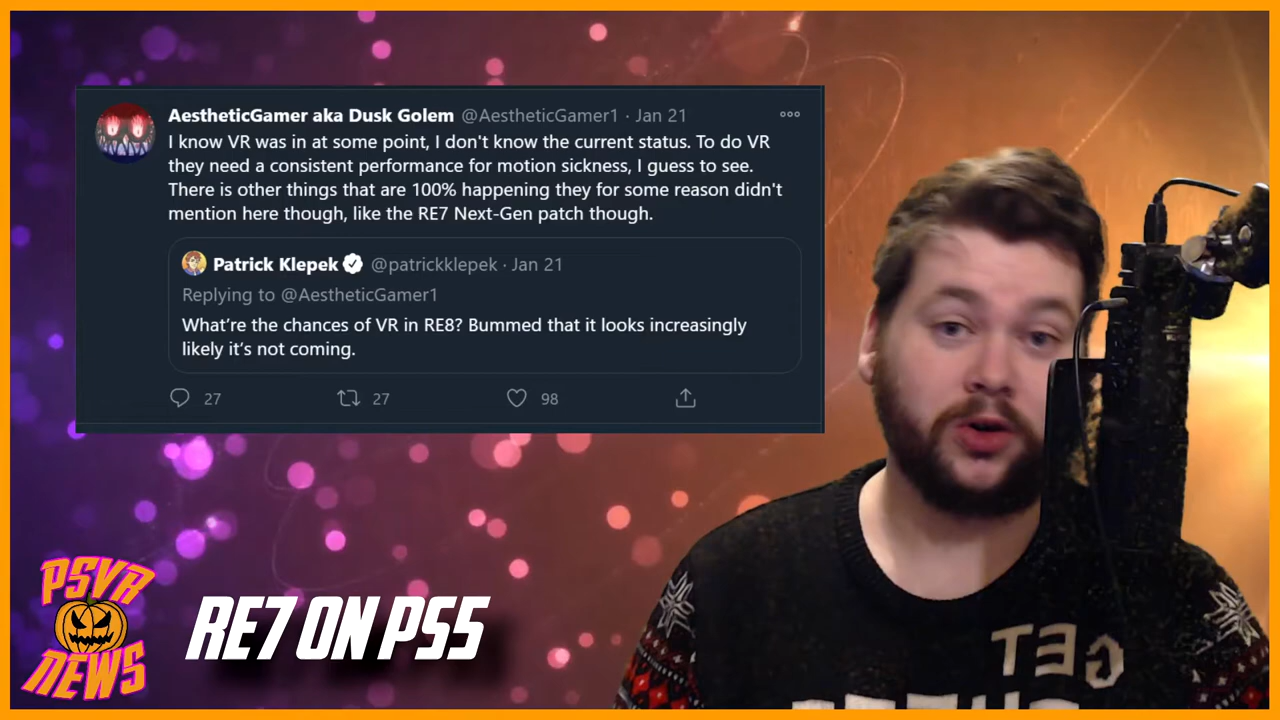 AestheticGamer aka Dusk Golem @AestheticGamer1 · Jan 21
I know VR was in at some point, I don't know the current status. To do VR
they need a consistent performance for motion sickness, I guess to see.
There is other things that are 100% happening they for some reason didn't
mention here though, like the RE7 Next-Gen patch though.
Patrick Klepek @patrickklepek · Jan 21
Replying to @AestheticGamer1
What're the chances of VR in RE8? Bummed that it looks increasingly
likely it's not coming.
27 27 98
PSVR
NEWS
RE7 ON PS5
GET